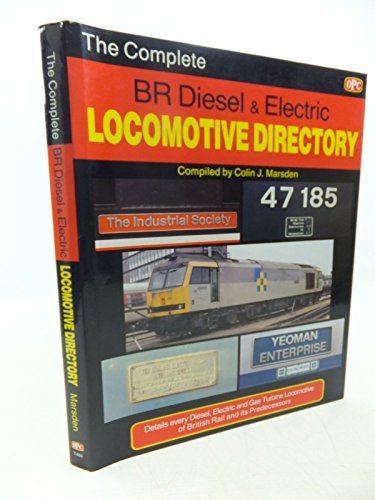 The Complete
OPC
BR Diesel & Electric
LOCOMOTIVE DIRECTORY
Compiled by Colin J. Marsden
The Industrial Society
47 185
YEOMAN
ENTERPRISE
Details every Diesel, Electric and Gas Turbine Locomotive
of British Rail and its Predecessors
The Complete BR Diesel & Electric LOCOMOTIVE DIRECTORY Marsden
OPC